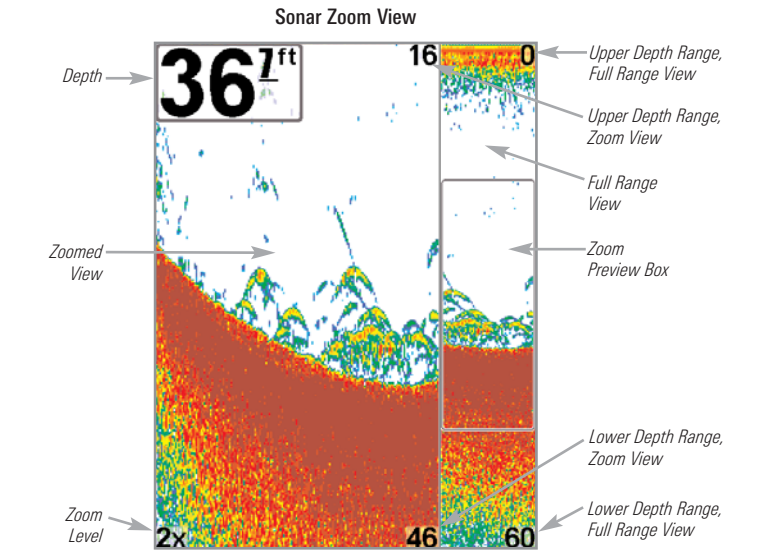 Sonar Zoom View
36 7 ft
16
0
Depth
Upper Depth Range,
Full Range View
Upper Depth Range,
Zoom View
Full Range
View
Zoomed
View
Zoom
Preview Box
Lower Depth Range,
Zoom View
Zoom
Level
2x
46
60
Lower Depth Range,
Full Range View